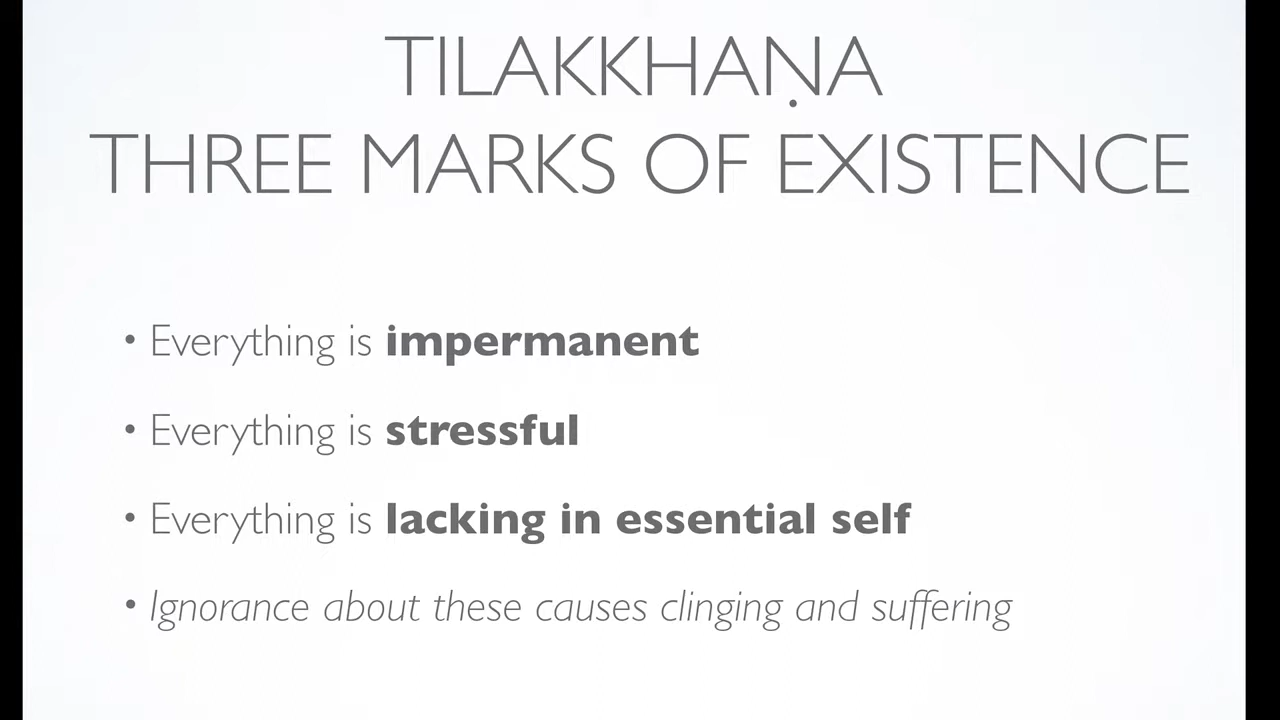 TILAKKHAṆA
THREE MARKS OF EXISTENCE
• Everything is impermanent
• Everything is stressful
• Everything is lacking in essential self
• Ignorance about these causes clinging and suffering